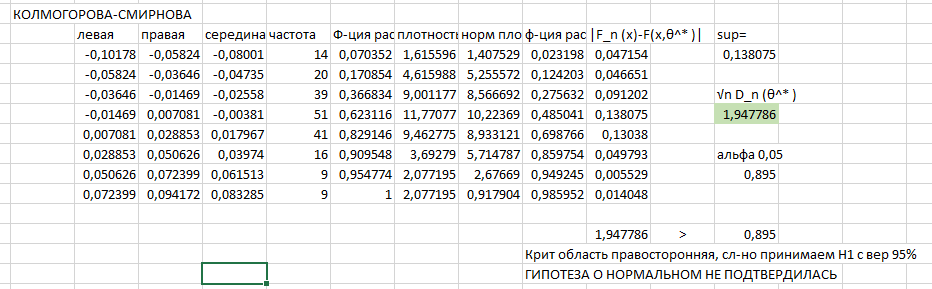 КОЛМОГОРОВА-СМИРНОВА
левая правая середина частота Ф-ция рас плотность норм пло ф-ция рас |F_n (x)-F(x,θ^* )| sup=
-0,10178 -0,05824 -0,08001 14 0,070352 1,615596 1,407529 0,023198 0,047154 0,138075
-0,05824 -0,03646 -0,04735 20 0,170854 4,615988 5,255572 0,124203 0,046651
-0,03646 -0,01469 -0,02558 39 0,366834 9,001177 8,566692 0,275632 0,091202 √n D_n (θ^* )
-0,01469 0,007081 -0,00381 51 0,623116 11,77077 10,22369 0,485041 0,138075 1,947786
0,007081 0,028853 0,017967 41 0,829146 9,462775 8,933121 0,698766 0,13038
0,028853 0,050626 0,03974 16 0,909548 3,69279 5,714787 0,859754 0,049793 альфа 0,05
0,050626 0,072399 0,061513 9 0,954774 2,077195 2,67669 0,949245 0,005529 0,895
0,072399 0,094172 0,083285 9 1 2,077195 0,917904 0,985952 0,014048
1,947786 > 0,895
Крит область правосторонняя, сл-но принимаем H1 с вер 95%
ГИПОТЕЗА О НОРМАЛЬНОМ НЕ ПОДТВЕРДИЛАСЬ